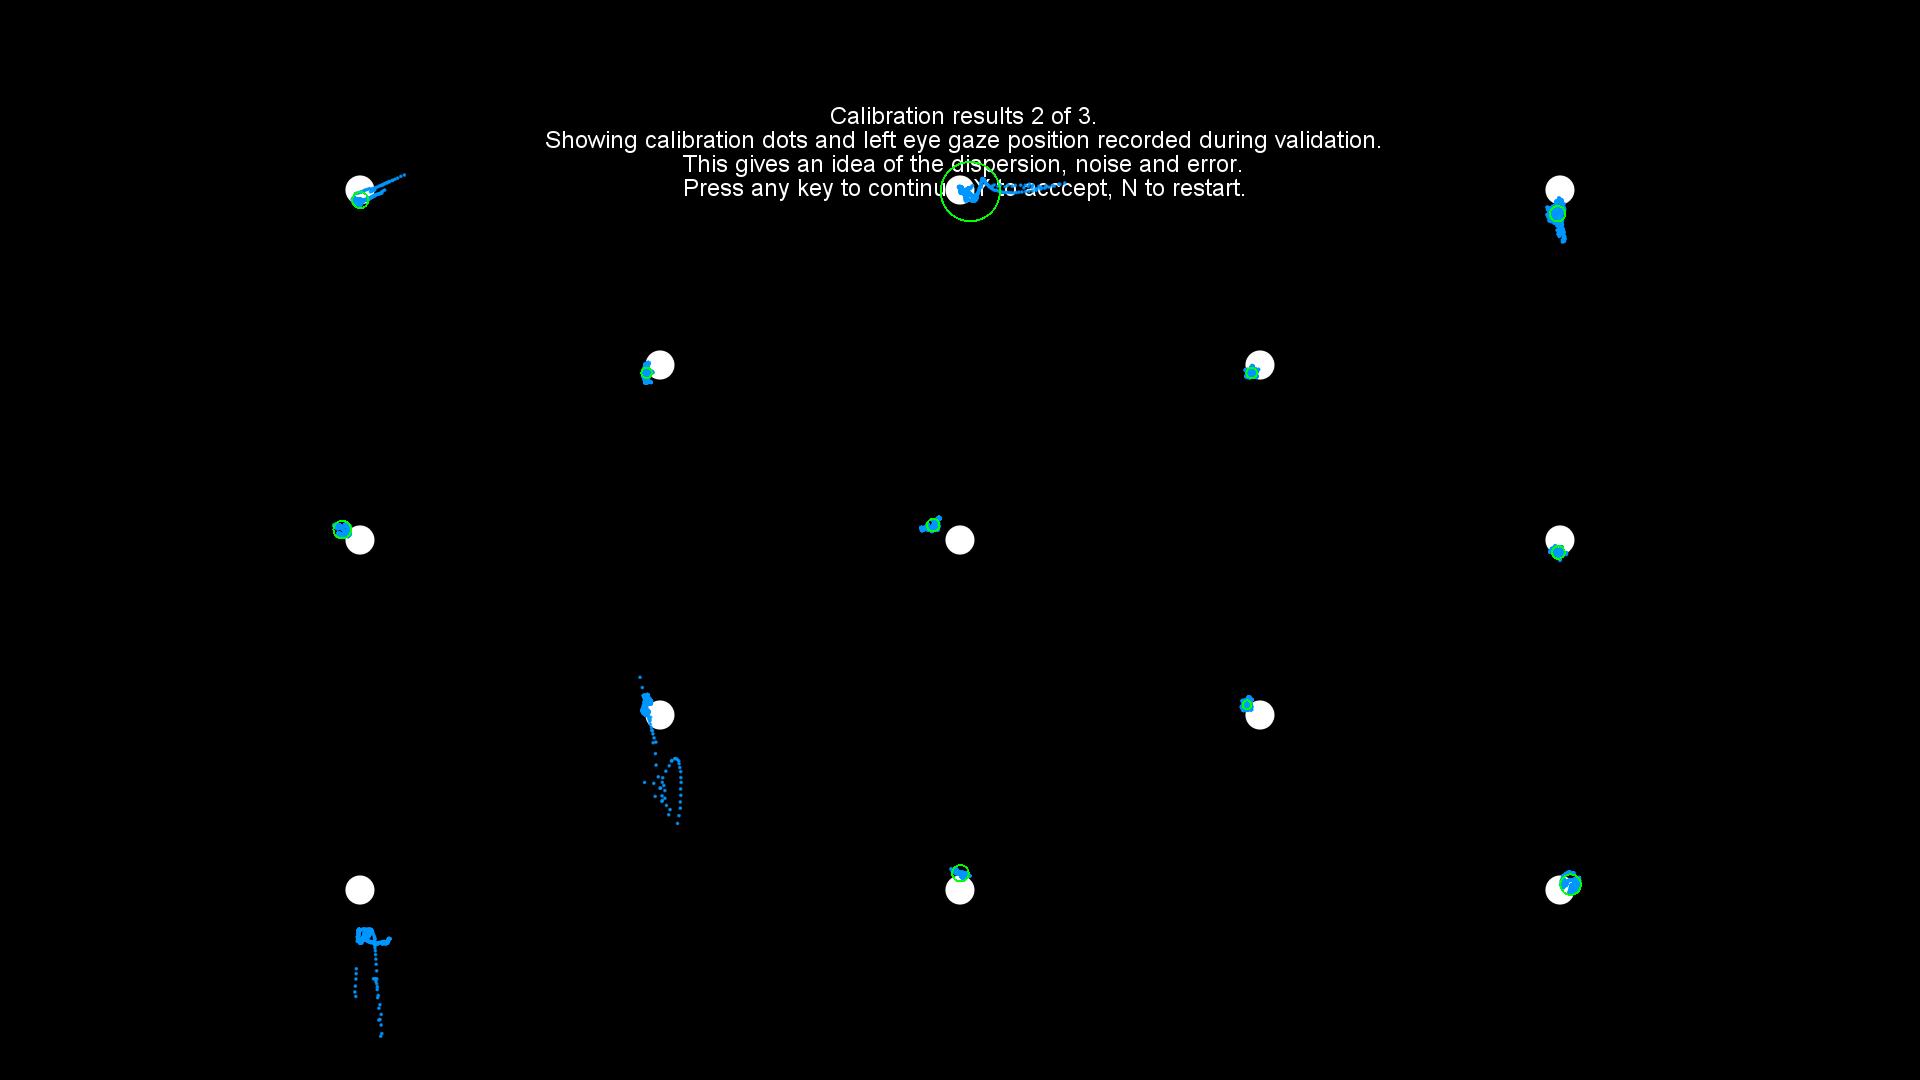 Calibration results 2 of 3.
Showing calibration dots and left eye gaze position recorded during validation.
This gives an idea of the dispersion, noise and error.
Press any key to continue, Y to acccept, N to restart.